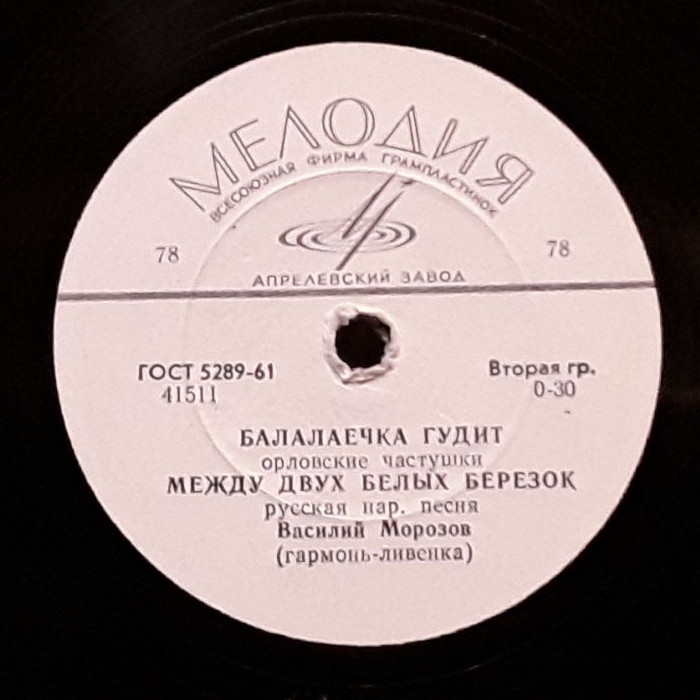 МЕЛОДИЯ
ВСЕСОЮЗНАЯ ФИРМА ГРАМПЛАСТИНОК
78 78
АПРЕЛЕВСКИЙ ЗАВОД
ГОСТ 5289-61 Вторая гр.
41511 0-30
БАЛАЛАЕЧКА ГУДИТ
орловские частушки
МЕЖДУ ДВУХ БЕЛЫХ БЕРЕЗОК
русская нар. песня
Василий Морозов
(гармонь-ливенка)